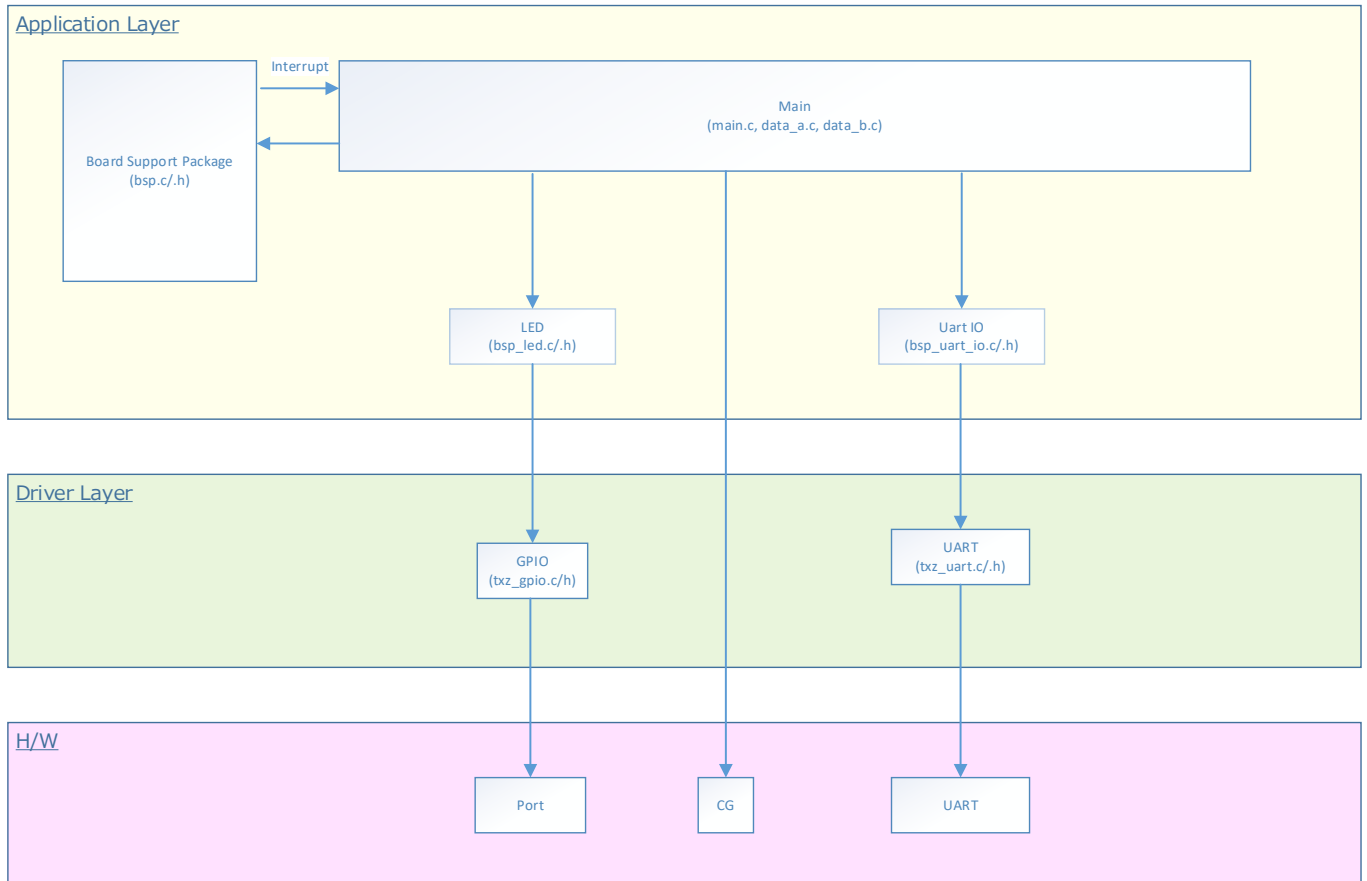 Application Layer
Interrupt
Main
(main.c, data_a.c, data_b.c)
Board Support Package
(bsp.c/.h)
LED
(bsp_led.c/.h)
Uart IO
(bsp_uart_io.c/.h)
Driver Layer
GPIO
(txz_gpio.c/h)
UART
(txz_uart.c/.h)
H/W
Port
CG
UART